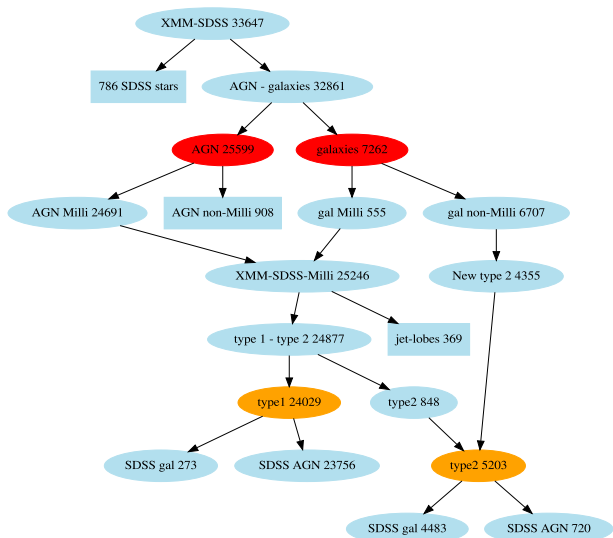 XMM-SDSS 33647
786 SDSS stars
AGN - galaxies 32861
AGN 25599
galaxies 7262
AGN Milli 24691
AGN non-Milli 908
gal Milli 555
gal non-Milli 6707
XMM-SDSS-Milli 25246
New type 2 4355
type 1 - type 2 24877
jet-lobes 369
type1 24029
type2 848
SDSS gal 273
SDSS AGN 23756
type2 5203
SDSS gal 4483
SDSS AGN 720